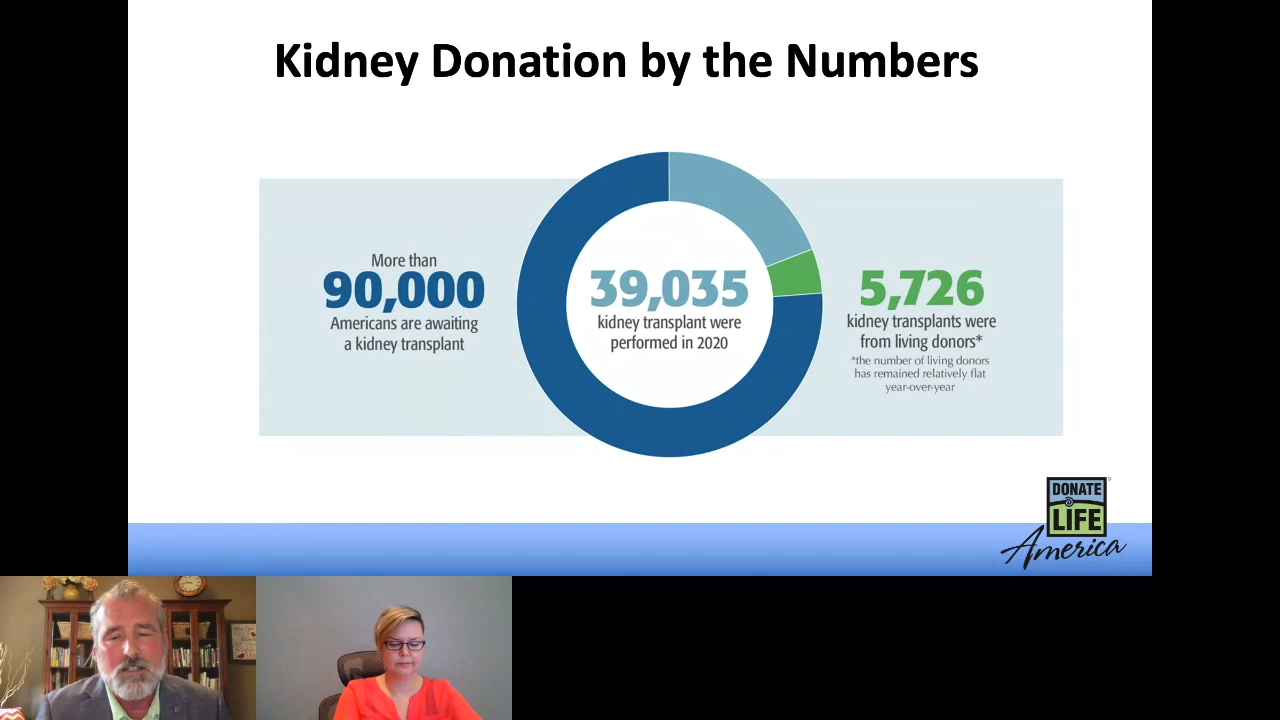 Kidney Donation by the Numbers
More than
90,000
Americans are awaiting
a kidney transplant
39,035
kidney transplant were
performed in 2020
5,726
kidney transplants were
from living donors*
*the number of living donors
has remained relatively flat
year-over-year
DONATE
LIFE
America